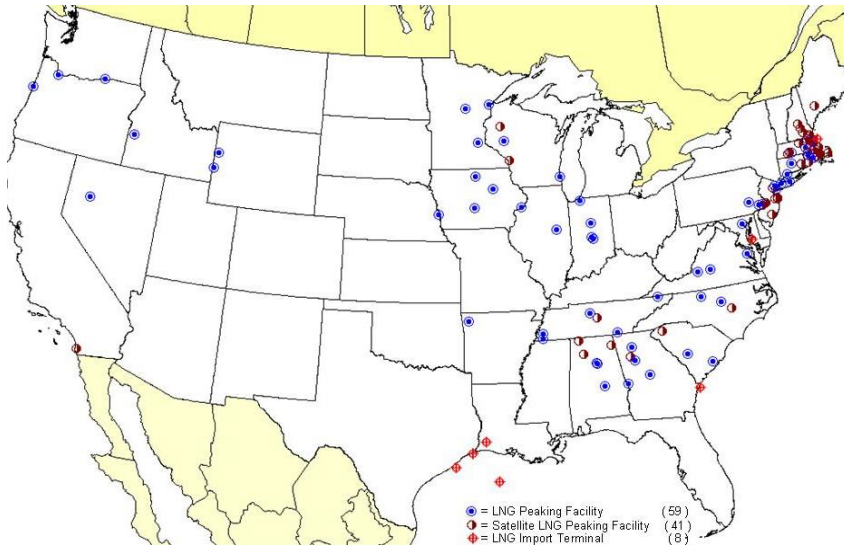 = LNG Peaking Facility (59)
= Satellite LNG Peaking Facility (41)
= LNG Import Terminal (8)